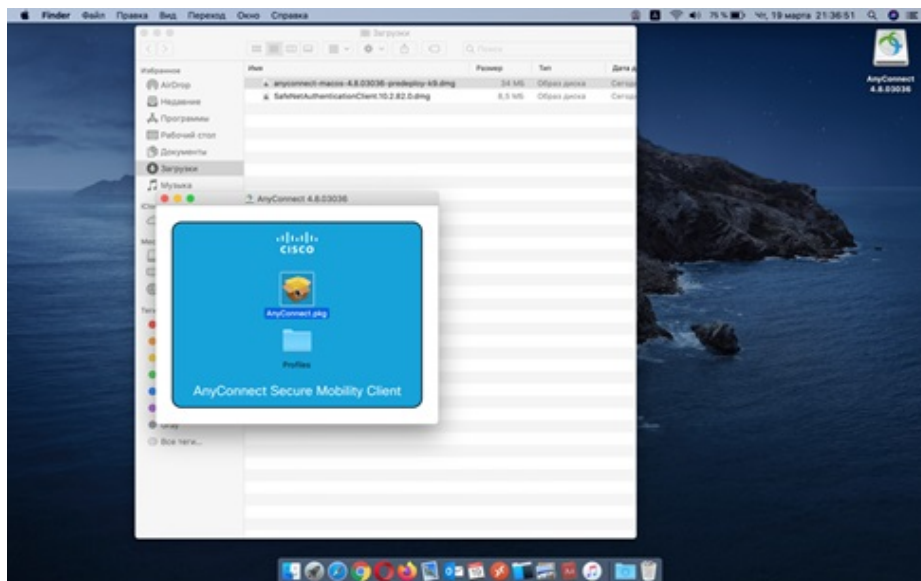 Finder Файл Правка Вид Переход Окно Справка
75 % Чт, 19 марта 21:36:51
Загрузки
Поиск
Избранное
AirDrop
Недавние
Программы
Рабочий стол
Документы
Загрузки
Музыка
Имя Размер Тип
anyconnect-macos-4.8.03036-predeploy-k9.dmg 34 МБ Образ диска
SafeNetAuthenticationClient.10.2.82.0.dmg 8,5 МБ Образ диска
AnyConnect
4.8.03036
AnyConnect 4.8.03036
CISCO
AnyConnect.pkg
Profiles
AnyConnect Secure Mobility Client
Gray
Все теги...